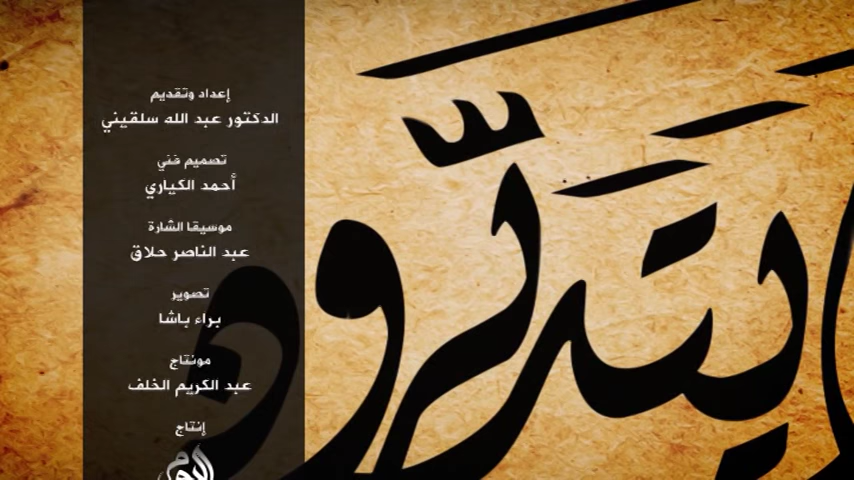 إعداد وتقديم
الدكتور عبد الله سلقيني
تصميم فني
أحمد الكياري
موسيقا الشارة
عبد الناصر حلاق
تصوير
براء باشا
مونتاج
عبد الكريم الخلف
إنتاج
يتدبرون